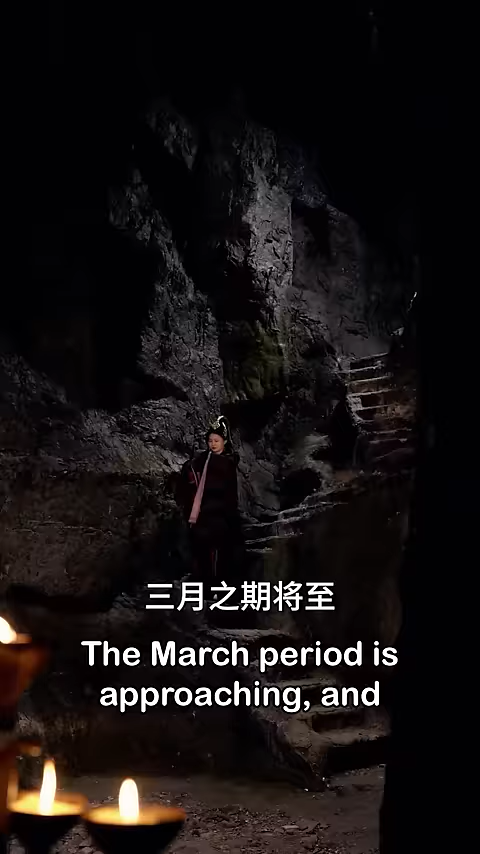 三月之期将至
The March period is
approaching, and